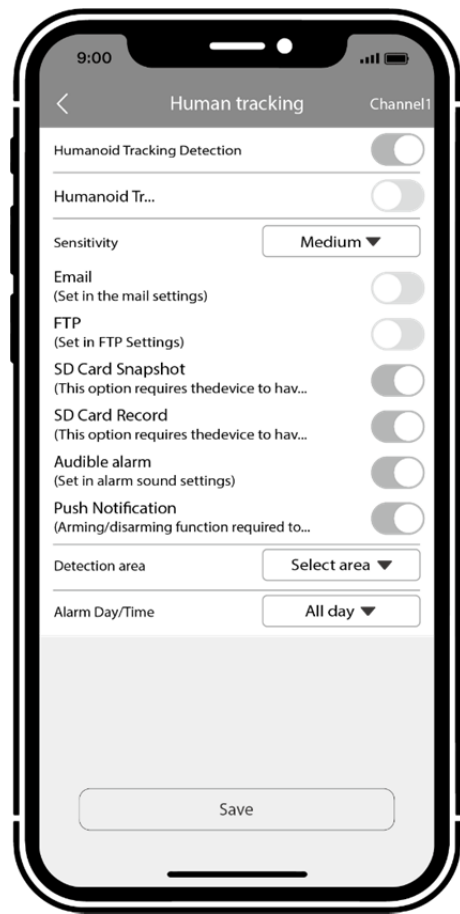 9:00
Human tracking Channel1
Humanoid Tracking Detection
Humanoid Tr...
Sensitivity Medium
Email
(Set in the mail settings)
FTP
(Set in FTP Settings)
SD Card Snapshot
(This option requires thedevice to hav...
SD Card Record
(This option requires thedevice to hav...
Audible alarm
(Set in alarm sound settings)
Push Notification
(Arming/disarming function required to...
Detection area Select area
Alarm Day/Time All day
Save